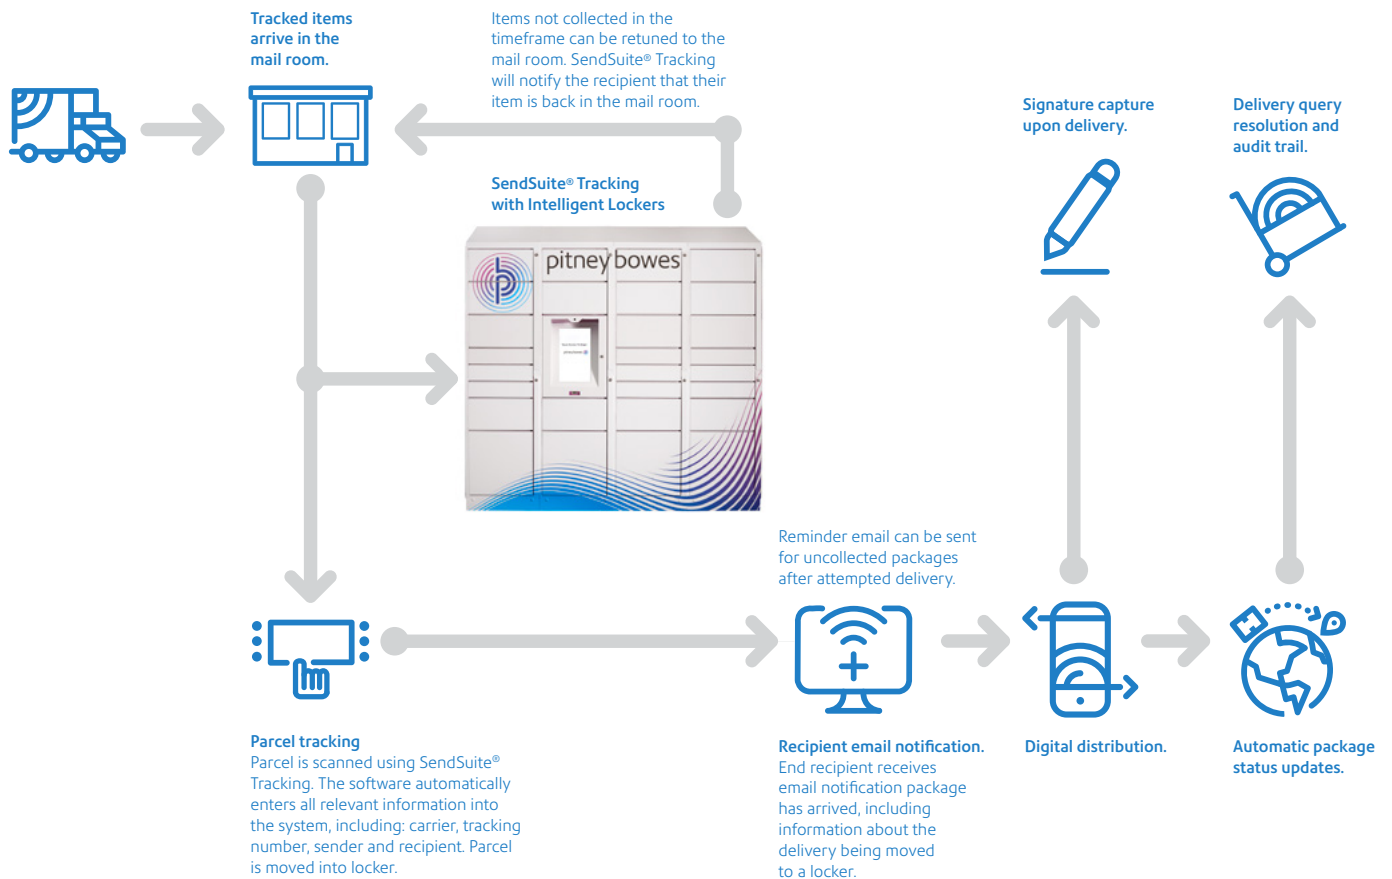 Tracked items
arrive in the
mail room.
Items not collected in the
timeframe can be retuned to the
mail room. SendSuite® Tracking
will notify the recipient that their
item is back in the mail room.
Signature capture
upon delivery.
Delivery query
resolution and
audit trail.
SendSuite® Tracking
with Intelligent Lockers
pitney bowes
Reminder email can be sent
for uncollected packages
after attempted delivery.
Parcel tracking
Parcel is scanned using SendSuite®
Tracking. The software automatically
enters all relevant information into
the system, including: carrier, tracking
number, sender and recipient. Parcel
is moved into locker.
Recipient email notification.
End recipient receives
email notification package
has arrived, including
information about the
delivery being moved
to a locker.
Digital distribution.
Automatic package
status updates.